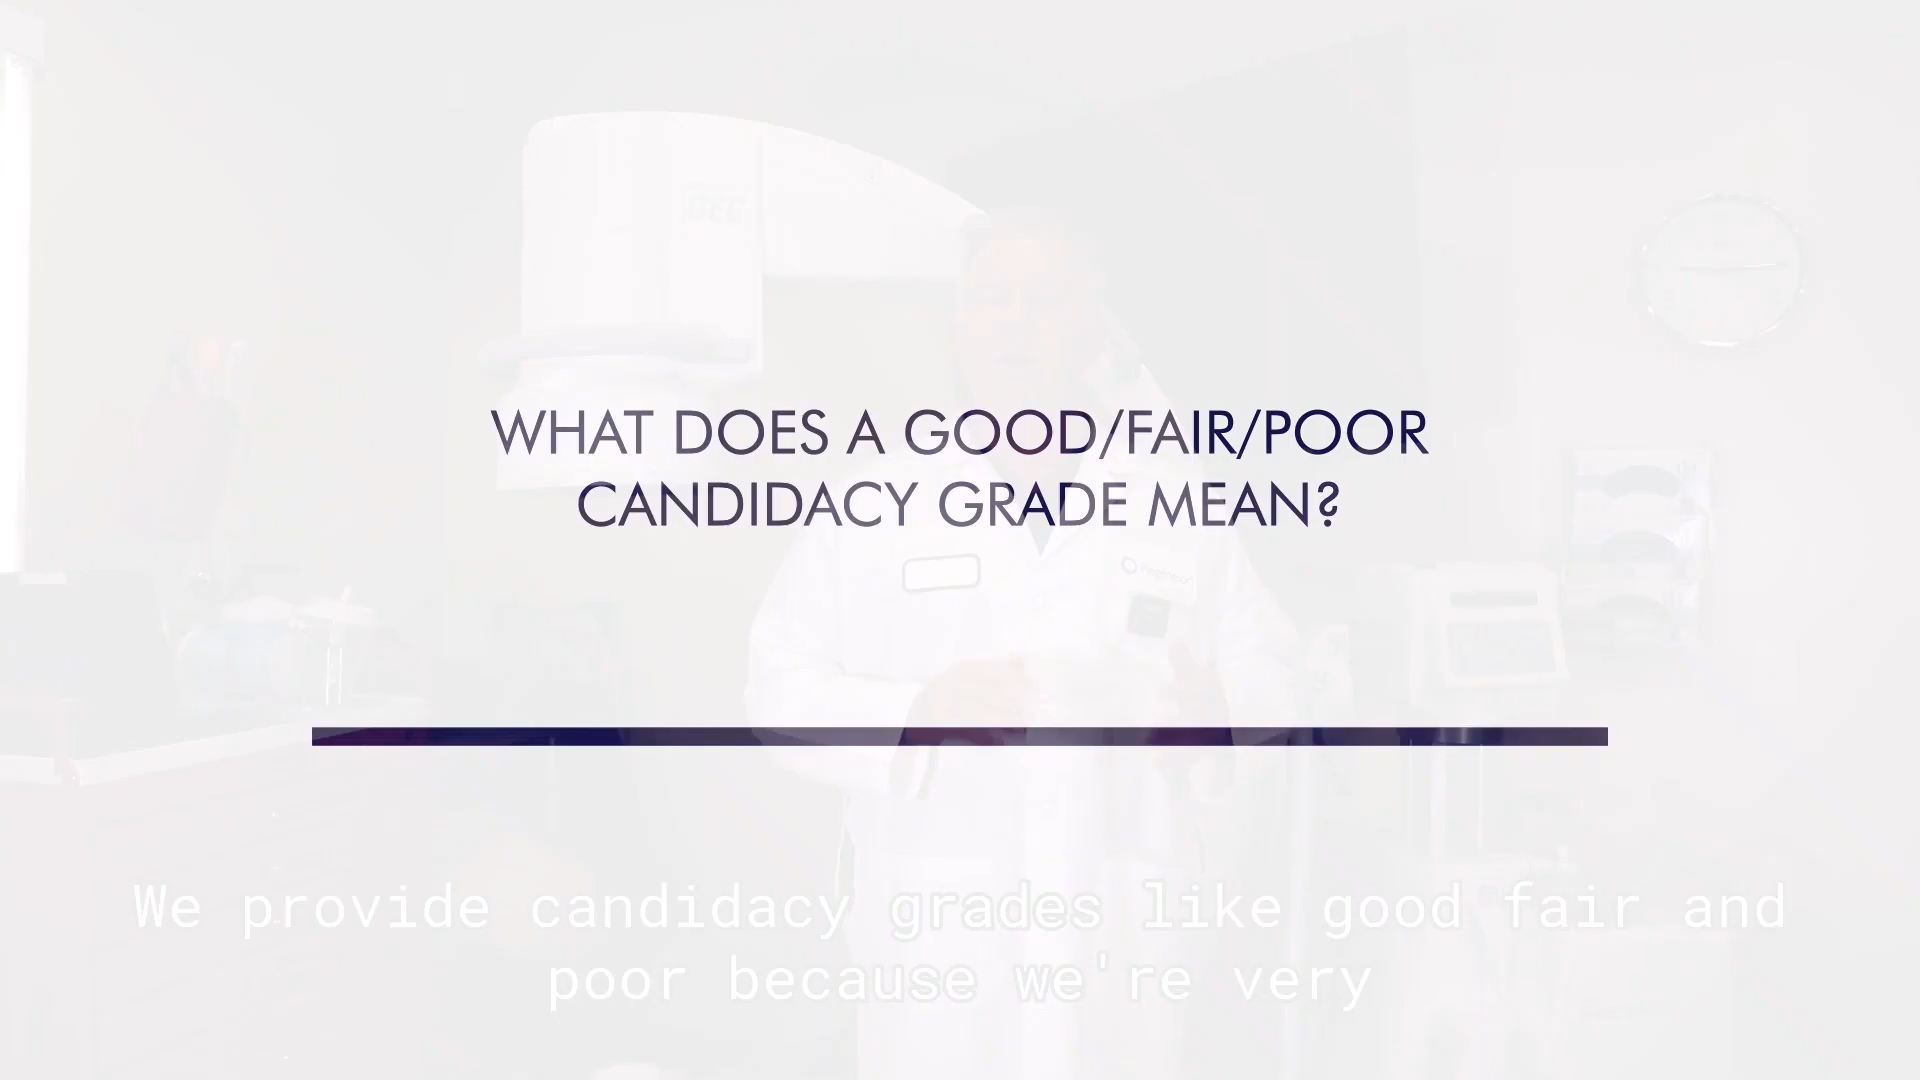 WHAT DOES A GOOD/FAIR/POOR
CANDIDACY GRADE MEAN?
We provide candidacy grades like good fair and
poor because we're very